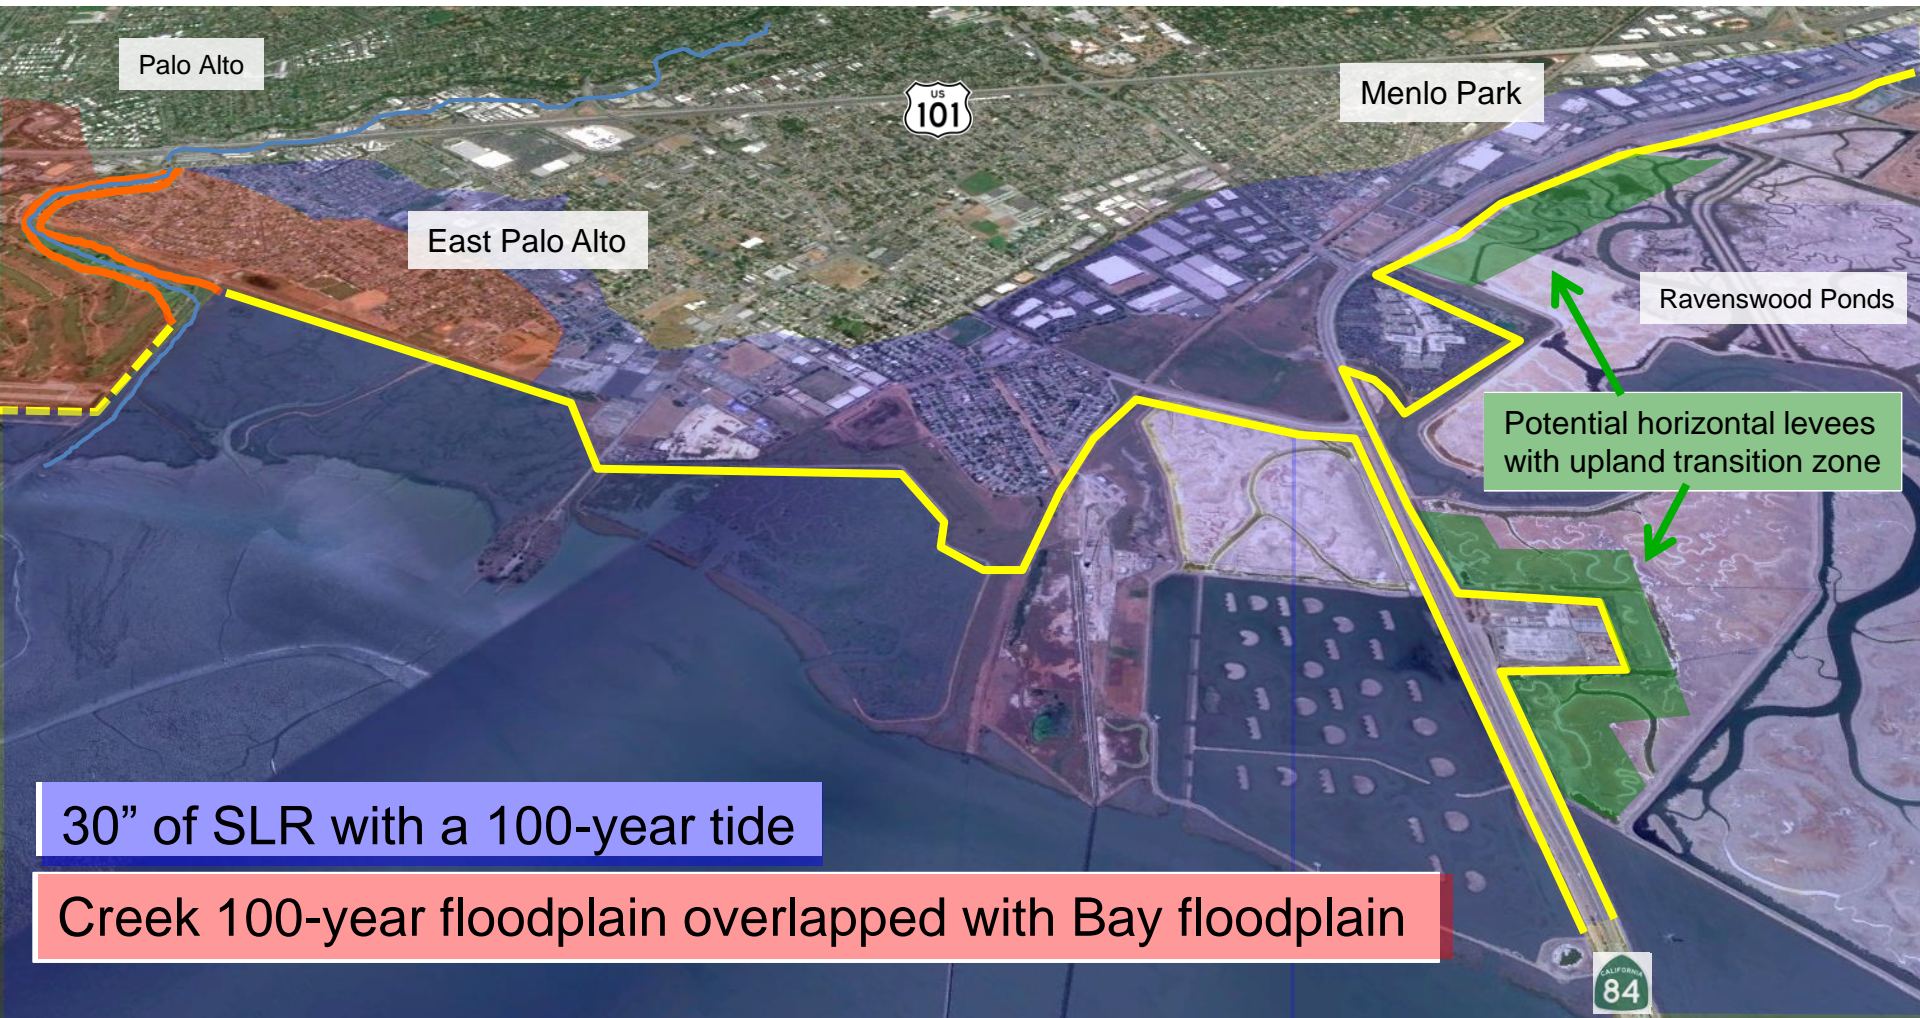 Palo Alto
US
101
Menlo Park
East Palo Alto
Ravenswood Ponds
Potential horizontal levees
with upland transition zone
30” of SLR with a 100-year tide
Creek 100-year floodplain overlapped with Bay floodplain
CALIFORNIA
84